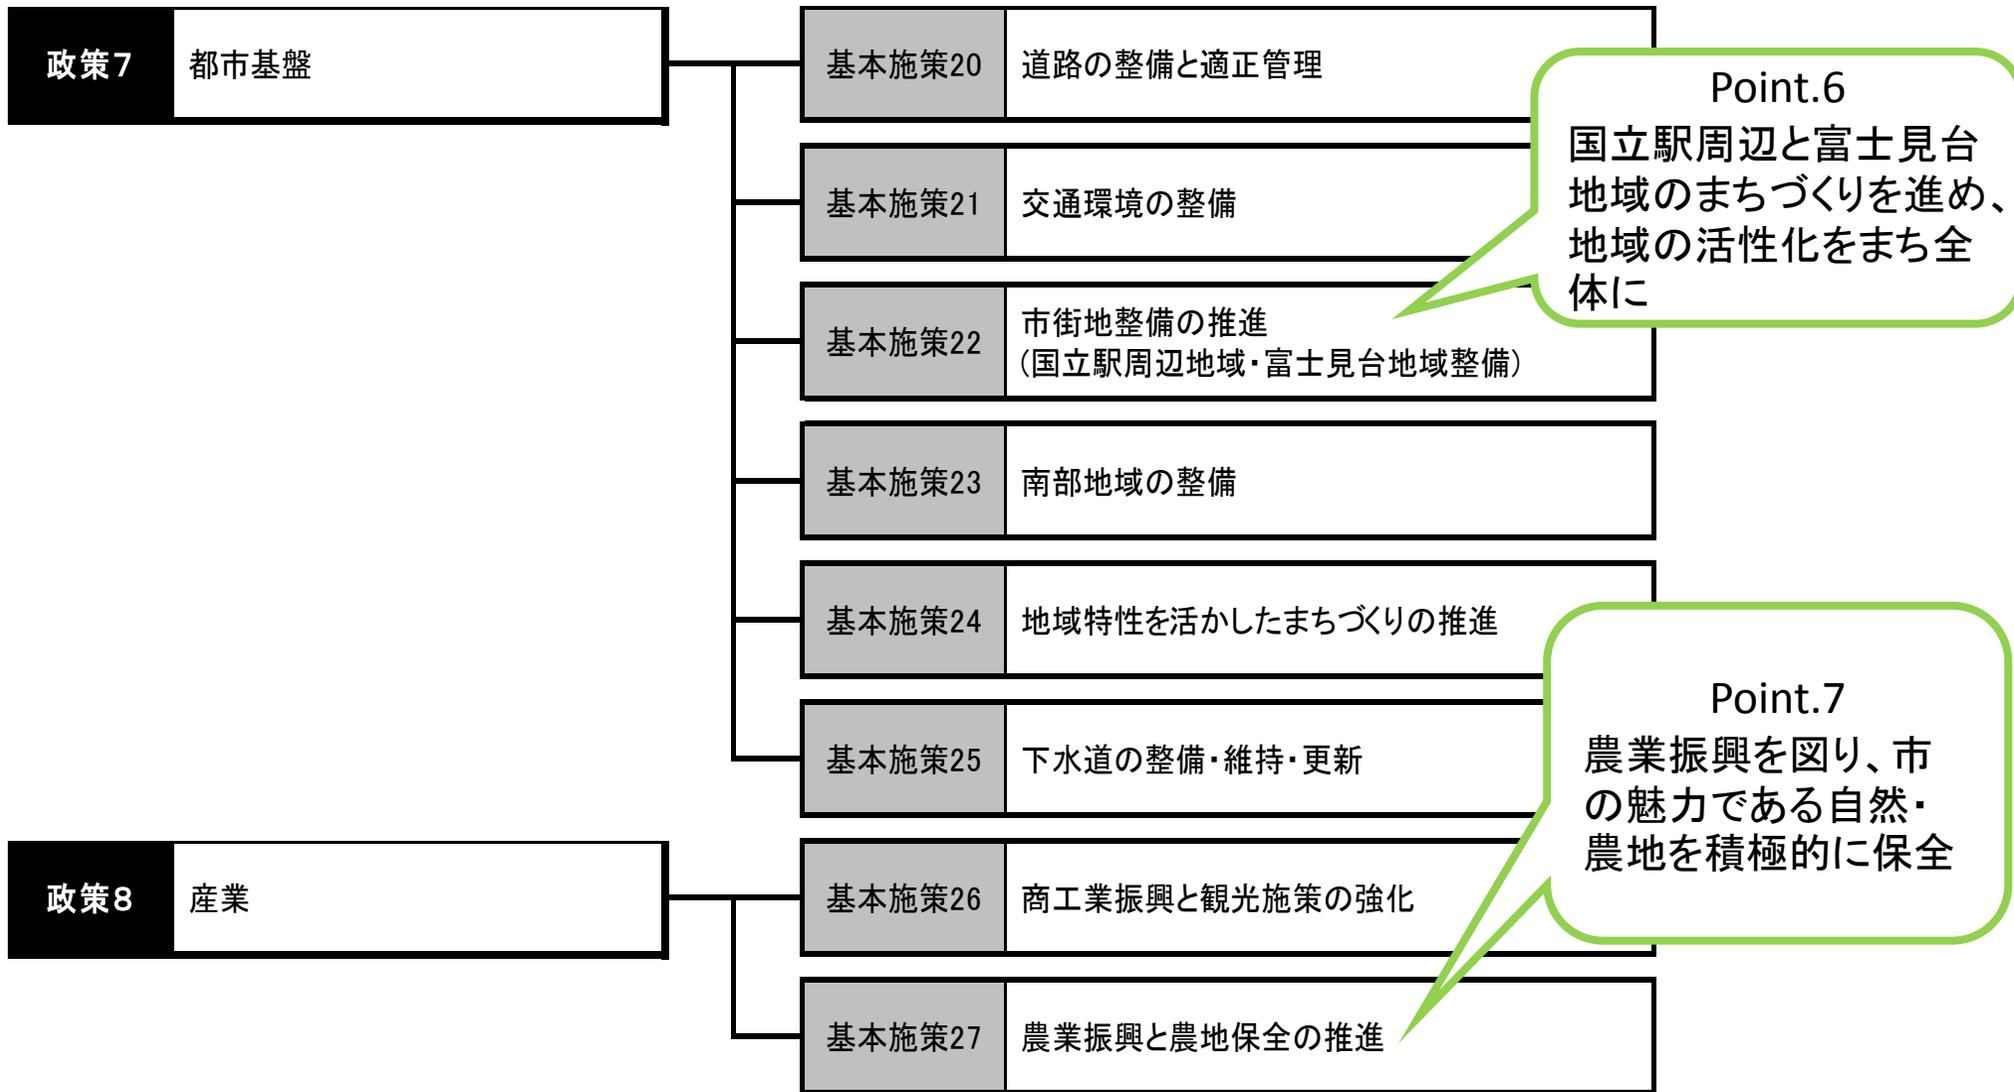 政策7
都市基盤
基本施策20
道路の整備と適正管理
Point.6
国立駅周辺と富士見台
地域のまちづくりを進め、
地域の活性化をまち全
体に
基本施策21
交通環境の整備
基本施策22
市街地整備の推進
(国立駅周辺地域・富士見台地域整備)
基本施策23
南部地域の整備
基本施策24
地域特性を活かしたまちづくりの推進
Point.7
農業振興を図り、市
の魅力である自然・
農地を積極的に保全
基本施策25
下水道の整備・維持・更新
政策8
産業
基本施策26
商工業振興と観光施策の強化
基本施策27
農業振興と農地保全の推進